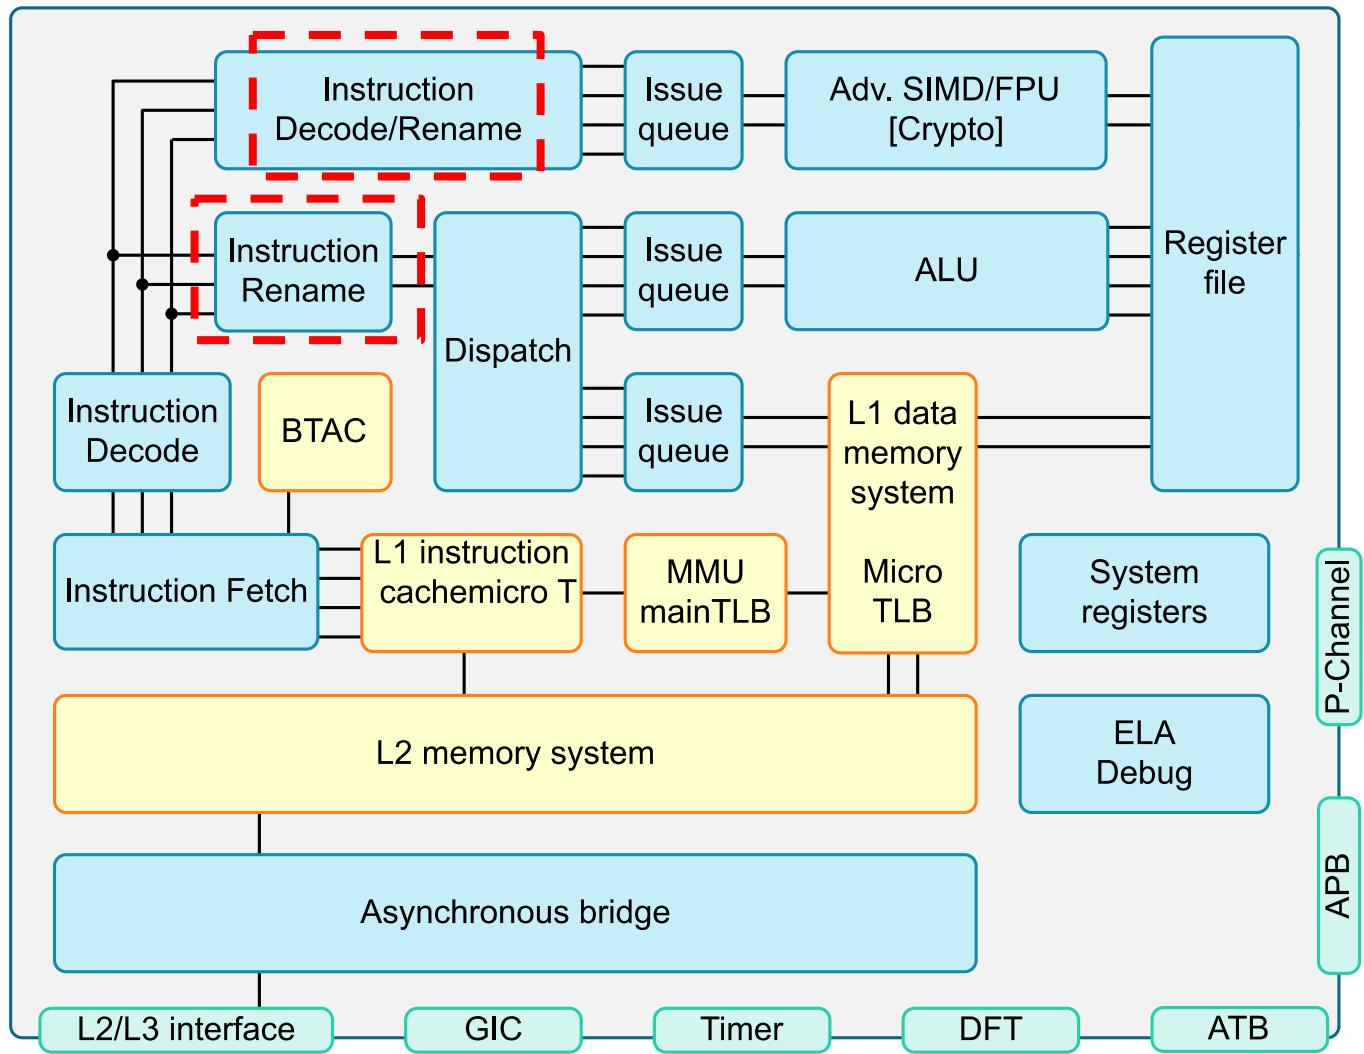 Instruction
Decode/Rename
Issue
queue
Adv. SIMD/FPU
[Crypto]
Register
file
Instruction
Rename
Dispatch
Issue
queue
ALU
Instruction
Decode
BTAC
Issue
queue
L1 data
memory
system
Micro
TLB
Instruction Fetch
L1 instruction
cachemicro T
MMU
mainTLB
System
registers
P-Channel
L2 memory system
ELA
Debug
APB
Asynchronous bridge
L2/L3 interface
GIC
Timer
DFT
ATB